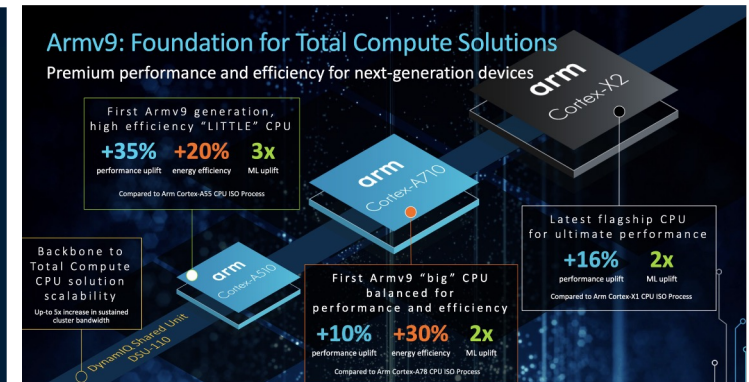 Armv9: Foundation for Total Compute Solutions
Premium performance and efficiency for next-generation devices
arm
Cortex-X2
First Armv9 generation,
high efficiency “LITTLE” CPU
+35% +20% 3x
performance uplift energy efficiency ML uplift
Compared to Arm Cortex-A55 CPU ISO Process
arm
Cortex-A710
Latest flagship CPU
for ultimate performance
+16% 2x
performance uplift ML uplift
Compared to Arm Cortex-X1 CPU ISO Process
Backbone to
Total Compute
CPU solution
scalability
Up-to 5x increase in sustained
cluster bandwidth
arm
Cortex-A510
First Armv9 “big” CPU
balanced for
performance and efficiency
+10% +30% 2x
performance uplift energy efficiency ML uplift
Compared to Arm Cortex-A78 CPU ISO Process
DynamIQ Shared Unit
DSU-110